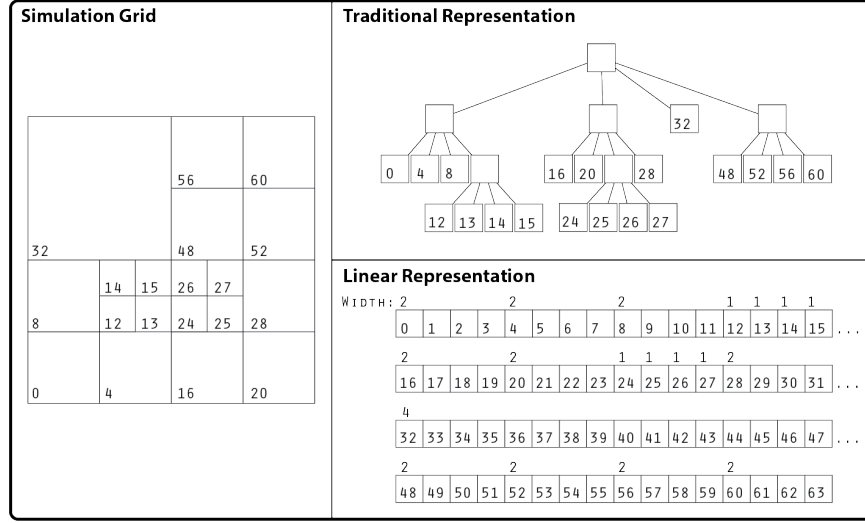 Simulation Grid
56 60
32 48 52
14 15 26 27
8 12 13 24 25 28
0 4 16 20
Traditional Representation
32
0 4 8 16 20 28 48 52 56 60
12 13 14 15 24 25 26 27
Linear Representation
WIDTH: 2 2 2 1 1 1 1
0 1 2 3 4 5 6 7 8 9 10 11 12 13 14 15 ...
2 2 1 1 1 1 2
16 17 18 19 20 21 22 23 24 25 26 27 28 29 30 31 ...
4
32 33 34 35 36 37 38 39 40 41 42 43 44 45 46 47 ...
2 2 2 2
48 49 50 51 52 53 54 55 56 57 58 59 60 61 62 63